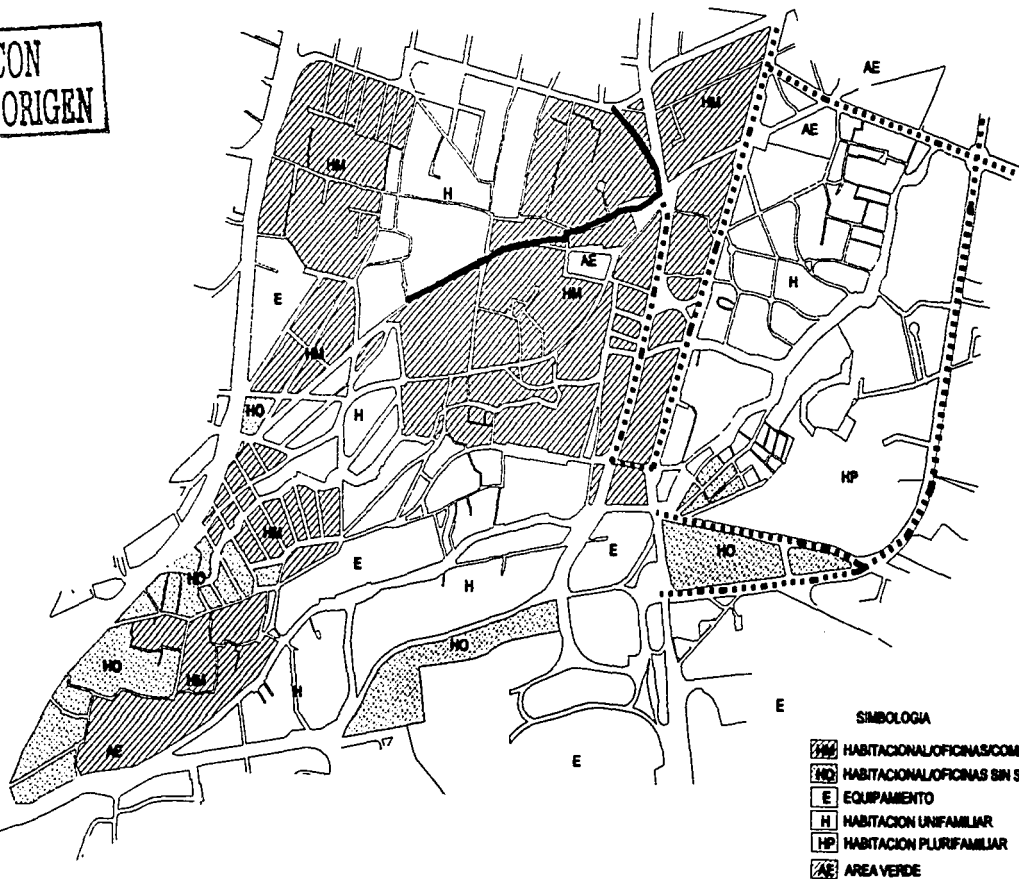 CON
ORIGEN
AE
HM
HM
AE
H
AE
H
HM
E
HM
HO
H
HP
HM
E
E
HO
HO
H
HO
HO
HM
H
AE
E
E
SIMBOLOGIA
HM HABITACIONAL/OFICINAS/COM
HO HABITACIONAL/OFICINAS SIN S
E EQUIPAMIENTO
H HABITACION UNIFAMILIAR
HP HABITACION PLURIFAMILIAR
AE AREA VERDE